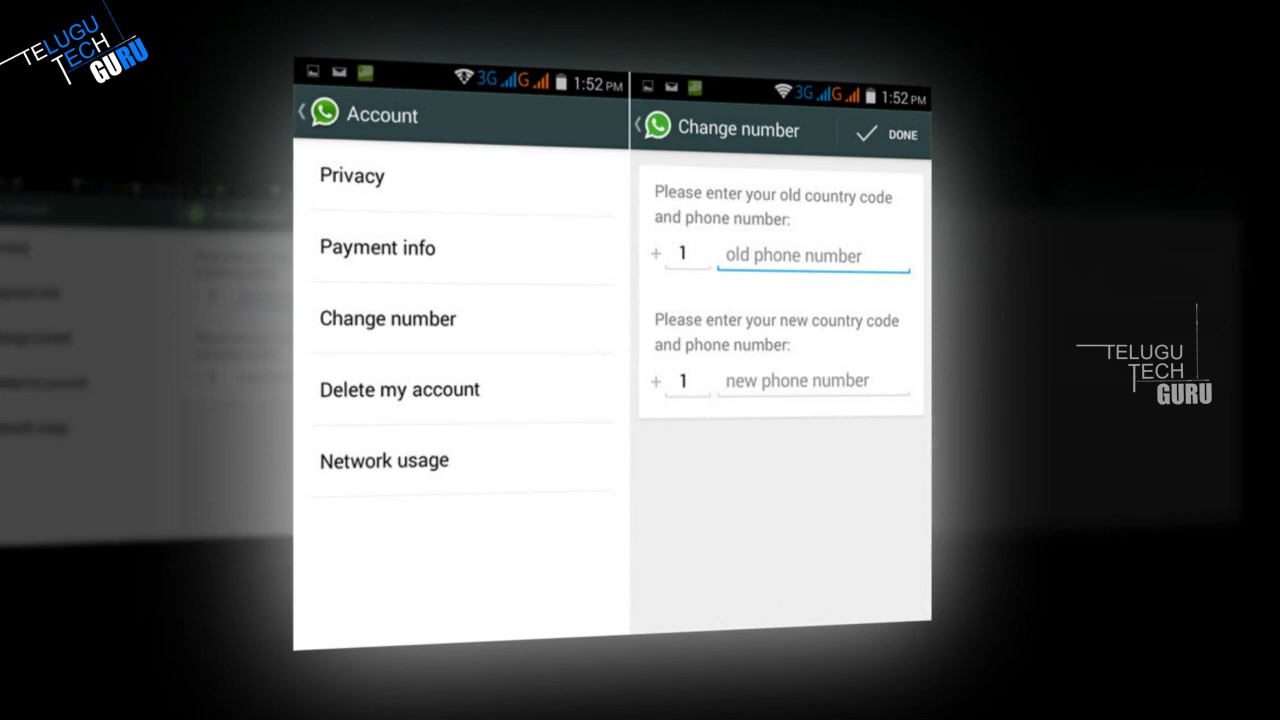 TELUGU
TECH
GURU
3G G 1:52 PM
Account
Privacy
Payment info
Change number
Delete my account
Network usage
3G G 1:52 PM
Change number DONE
Please enter your old country code
and phone number:
+ 1 old phone number
Please enter your new country code
and phone number:
+ 1 new phone number
TELUGU
TECH
GURU